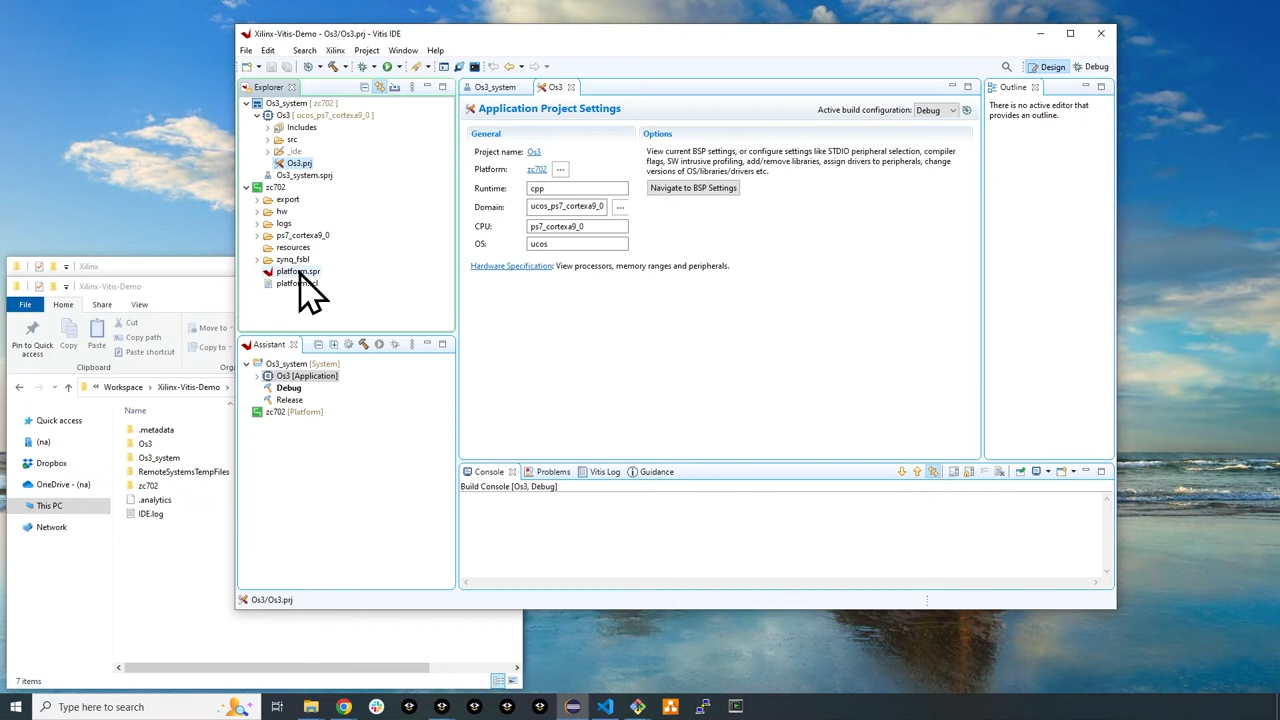 Xilinx-Vitis-Demo - Os3/Os3.prj - Vitis IDE
File Edit Search Xilinx Project Window Help
Design Debug
Explorer
Os3_system [ zc702 ]
Os3 [ ucos_ps7_cortexa9_0 ]
Includes
src
_ide
Os3.prj
Os3_system.sprj
zc702
export
hw
logs
ps7_cortexa9_0
resources
zynq_fsbl
platform.spr
Os3_system Os3
Application Project Settings
Active build configuration: Debug
General
Project name: Os3
Platform: zc702 ...
Runtime: cpp
Domain: ucos_ps7_cortexa9_0 ...
CPU: ps7_cortexa9_0
OS: ucos
Hardware Specification: View processors, memory ranges and peripherals.
Options
View current BSP settings, or configure settings like STDIO peripheral selection, compiler
flags, SW intrusive profiling, add/remove libraries, assign drivers to peripherals, change
versions of OS/libraries/drivers etc.
Navigate to BSP Settings
Outline
There is no active editor that
provides an outline.
Assistant
Os3_system [System]
Os3 [Application]
Debug
Release
zc702 [Platform]
Console Problems Vitis Log Guidance
Build Console [Os3, Debug]
Os3/Os3.prj
Xilinx
Xilinx-Vitis-Demo
File Home Share View
Pin to Quick
access
Copy
Paste
Cut
Copy path
Paste shortcut
Move to
Copy to
Clipboard
Workspace Xilinx-Vitis-Demo
Quick access
(na)
Dropbox
OneDrive - (na)
This PC
Network
Name
.metadata
Os3
Os3_system
RemoteSystemsTempFiles
zc702
.analytics
IDE.log
7 items
Type here to search